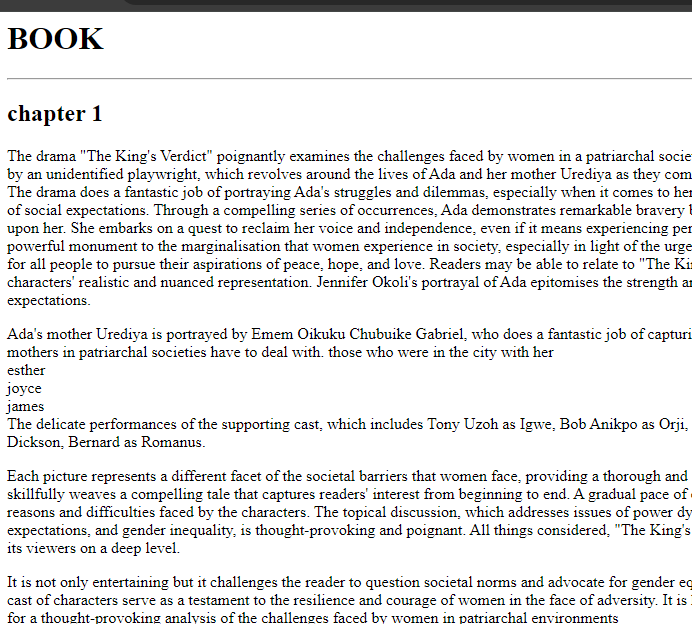 BOOK
chapter 1
The drama "The King's Verdict" poignantly examines the challenges faced by women in a patriarchal
by an unidentified playwright, which revolves around the lives of Ada and her mother Urediya as they
The drama does a fantastic job of portraying Ada's struggles and dilemmas, especially when it comes to
of social expectations. Through a compelling series of occurrences, Ada demonstrates remarkable bravery
upon her. She embarks on a quest to reclaim her voice and independence, even if it means experiencing
powerful monument to the marginalisation that women experience in society, especially in light of the
for all people to pursue their aspirations of peace, hope, and love. Readers may be able to relate to "The
characters' realistic and nuanced representation. Jennifer Okoli's portrayal of Ada epitomises the strength
expectations.
Ada's mother Urediya is portrayed by Emem Oikuku Chubuike Gabriel, who does a fantastic job of
mothers in patriarchal societies have to deal with. those who were in the city with her
esther
joyce
james
The delicate performances of the supporting cast, which includes Tony Uzoh as Igwe, Bob Anikpo as Orji,
Dickson, Bernard as Romanus.
Each picture represents a different facet of the societal barriers that women face, providing a thorough and
skillfully weaves a compelling tale that captures readers' interest from beginning to end. A gradual pace of
reasons and difficulties faced by the characters. The topical discussion, which addresses issues of power
expectations, and gender inequality, is thought-provoking and poignant. All things considered, "The King's
its viewers on a deep level.
It is not only entertaining but it challenges the reader to question societal norms and advocate for gender
cast of characters serve as a testament to the resilience and courage of women in the face of adversity. It is
for a thought-provoking analysis of the challenges faced by women in patriarchal environments